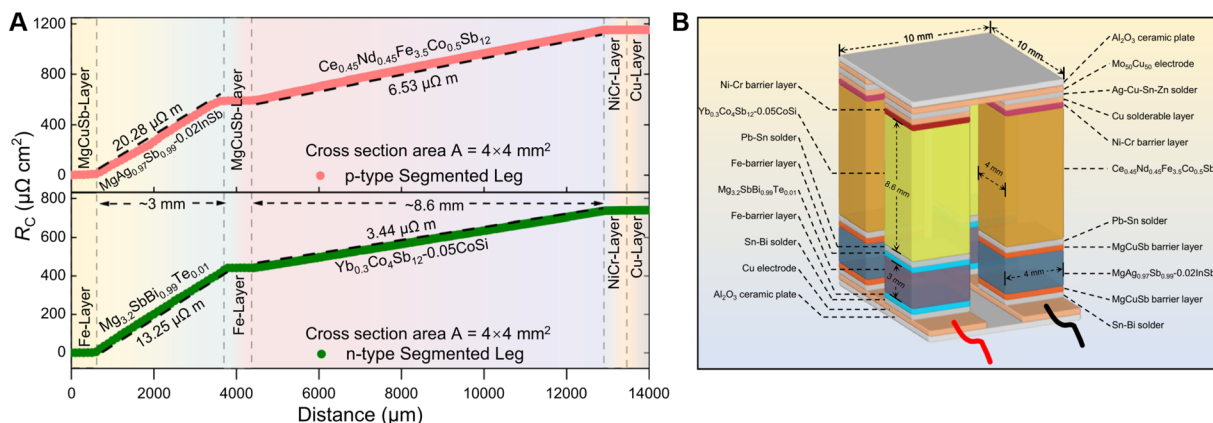 A
R_C (μΩ cm²)
1200
800
400
0
MgCuSb-Layer
20.28 μΩ m
MgAg₀.₉₇Sb₀.₉₉-0.02InSb
MgCuSb-Layer
Ce₀.₄₅Nd₀.₄₅Fe₃.₅Co₀.₅Sb₁₂
6.53 μΩ m
NiCr-Layer
Cu-Layer
Cross section area A = 4×4 mm²
p-type Segmented Leg
800
600
400
200
0
~3 mm
~8.6 mm
Fe-Layer
Mg₃.₂SbBi₀.₉₉Te₀.₀₁
13.25 μΩ m
Fe-Layer
3.44 μΩ m
Yb₀.₃Co₄Sb₁₂-0.05CoSi
NiCr-Layer
Cu-Layer
Cross section area A = 4×4 mm²
n-type Segmented Leg
0 2000 4000 6000 8000 10000 12000 14000
Distance (μm)
B
10 mm
10 mm
Ni-Cr barrier layer
Yb₀.₃Co₄Sb₁₂-0.05CoSi
Pb-Sn solder
Fe-barrier layer
Mg₃.₂SbBi₀.₉₉Te₀.₀₁
Fe-barrier layer
Sn-Bi solder
Cu electrode
Al₂O₃ ceramic plate
8.6 mm
3 mm
4 mm
4 mm
Al₂O₃ ceramic plate
Mo₅₀Cu₅₀ electrode
Ag-Cu-Sn-Zn solder
Cu solderable layer
Ni-Cr barrier layer
Ce₀.₄₅Nd₀.₄₅Fe₃.₅Co₀.₅Sb
Pb-Sn solder
MgCuSb barrier layer
MgAg₀.₉₇Sb₀.₉₉-0.02InSb
MgCuSb barrier layer
Sn-Bi solder